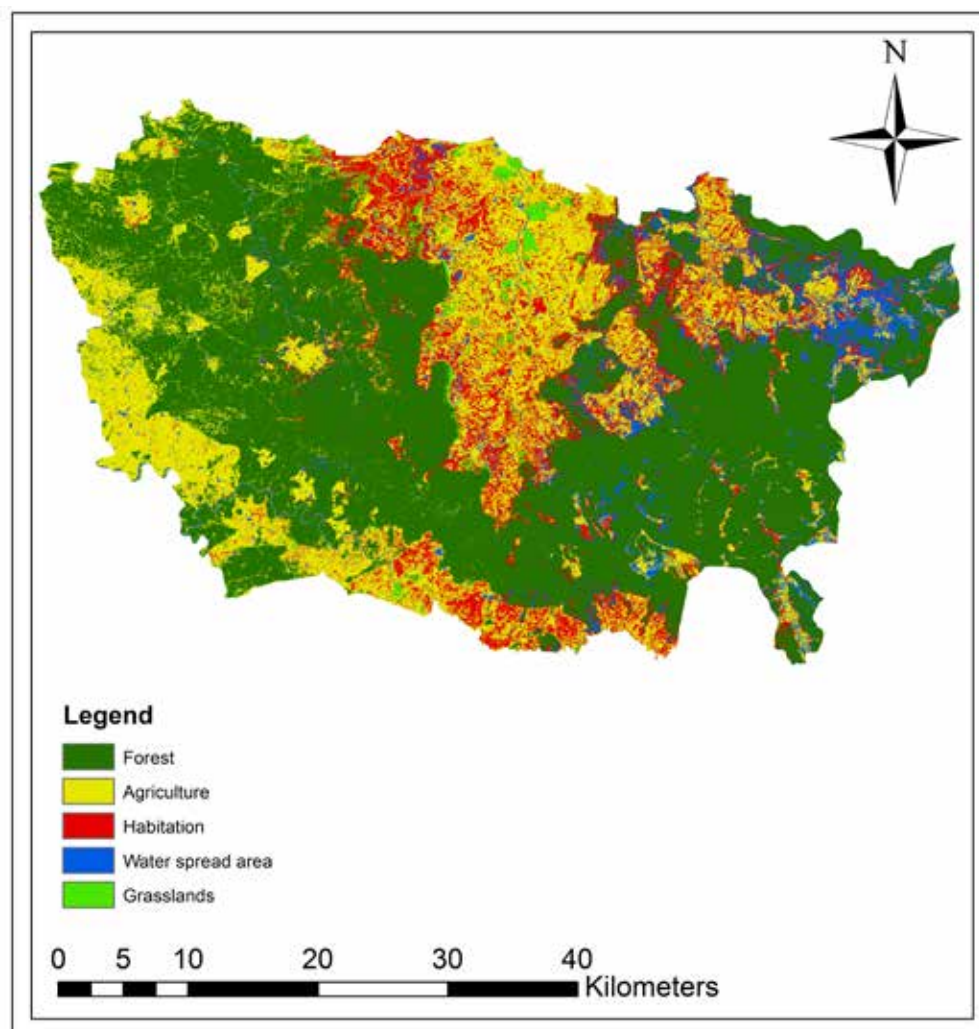 N
Legend
Forest
Agriculture
Habitation
Water spread area
Grasslands
0 5 10 20 30 40
Kilometers